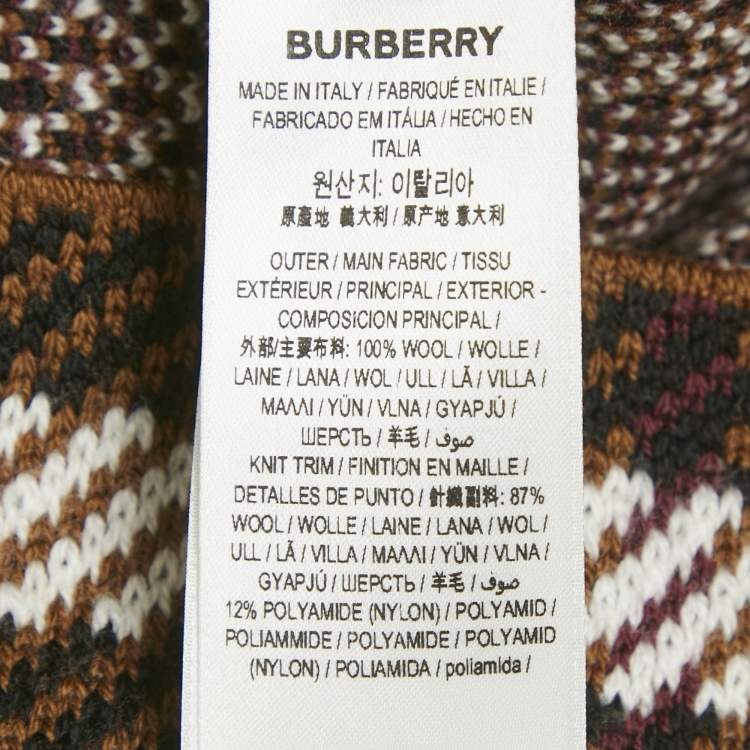 BURBERRY
MADE IN ITALY / FABRIQUÉ EN ITALIE /
FABRICADO EM ITÁLIA / HECHO EN
ITALIA
원산지: 이탈리아
原產地 義大利 / 原产地 意大利
OUTER / MAIN FABRIC / TISSU
EXTÉRIEUR / PRINCIPAL / EXTERIOR -
COMPOSICION PRINCIPAL /
外部/主要布料: 100% WOOL / WOLLE /
LAINE / LANA / WOL / ULL / LÃ / VILLA /
ΜΑΛΛΙ / YÜN / VLNA / GYAPJÚ /
ШЕРСТЬ / 羊毛 / صوف /
KNIT TRIM / FINITION EN MAILLE /
DETALLES DE PUNTO / 針織副料: 87%
WOOL / WOLLE / LAINE / LANA / WOL /
ULL / LÃ / VILLA / ΜΑΛΛΙ / YÜN / VLNA /
GYAPJÚ / ШЕРСТЬ / 羊毛 / صوف /
12% POLYAMIDE (NYLON) / POLYAMID /
POLIAMMIDE / POLYAMIDE / POLYAMID
(NYLON) / POLIAMIDA / poliamida /